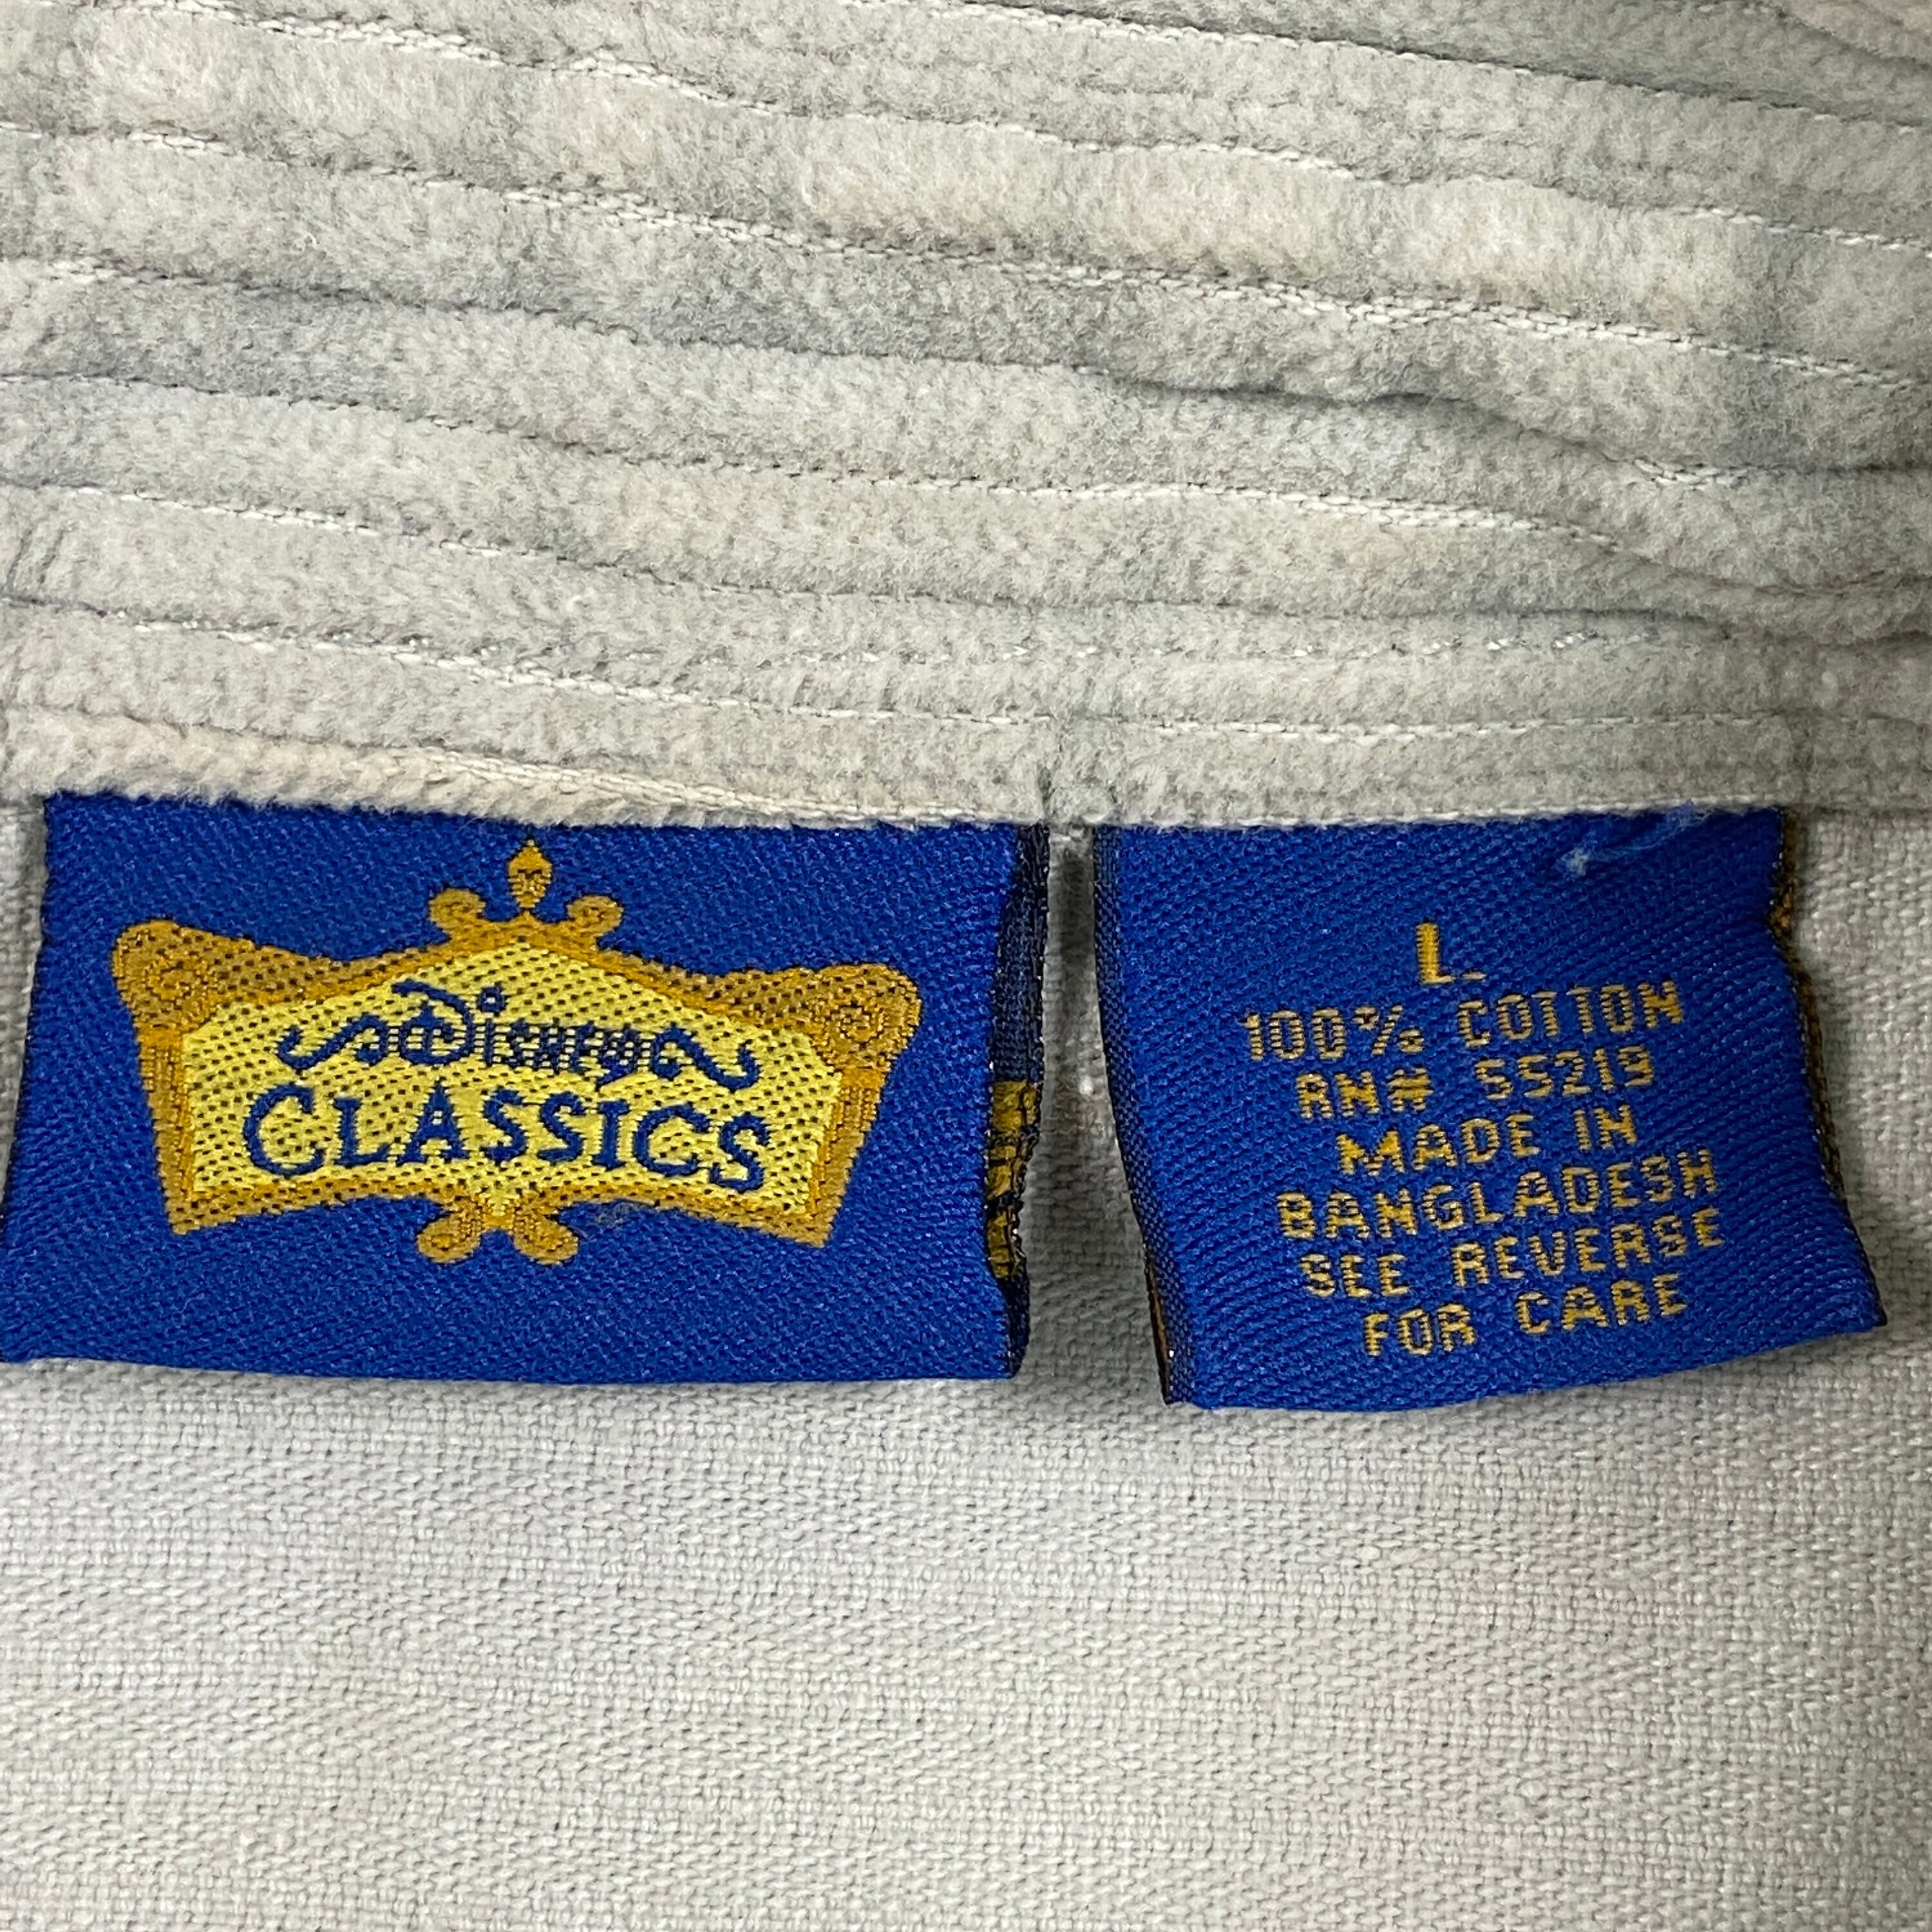 Disney
CLASSICS
L
100% COTTON
RN# 55219
MADE IN
BANGLADESH
SEE REVERSE
FOR CARE